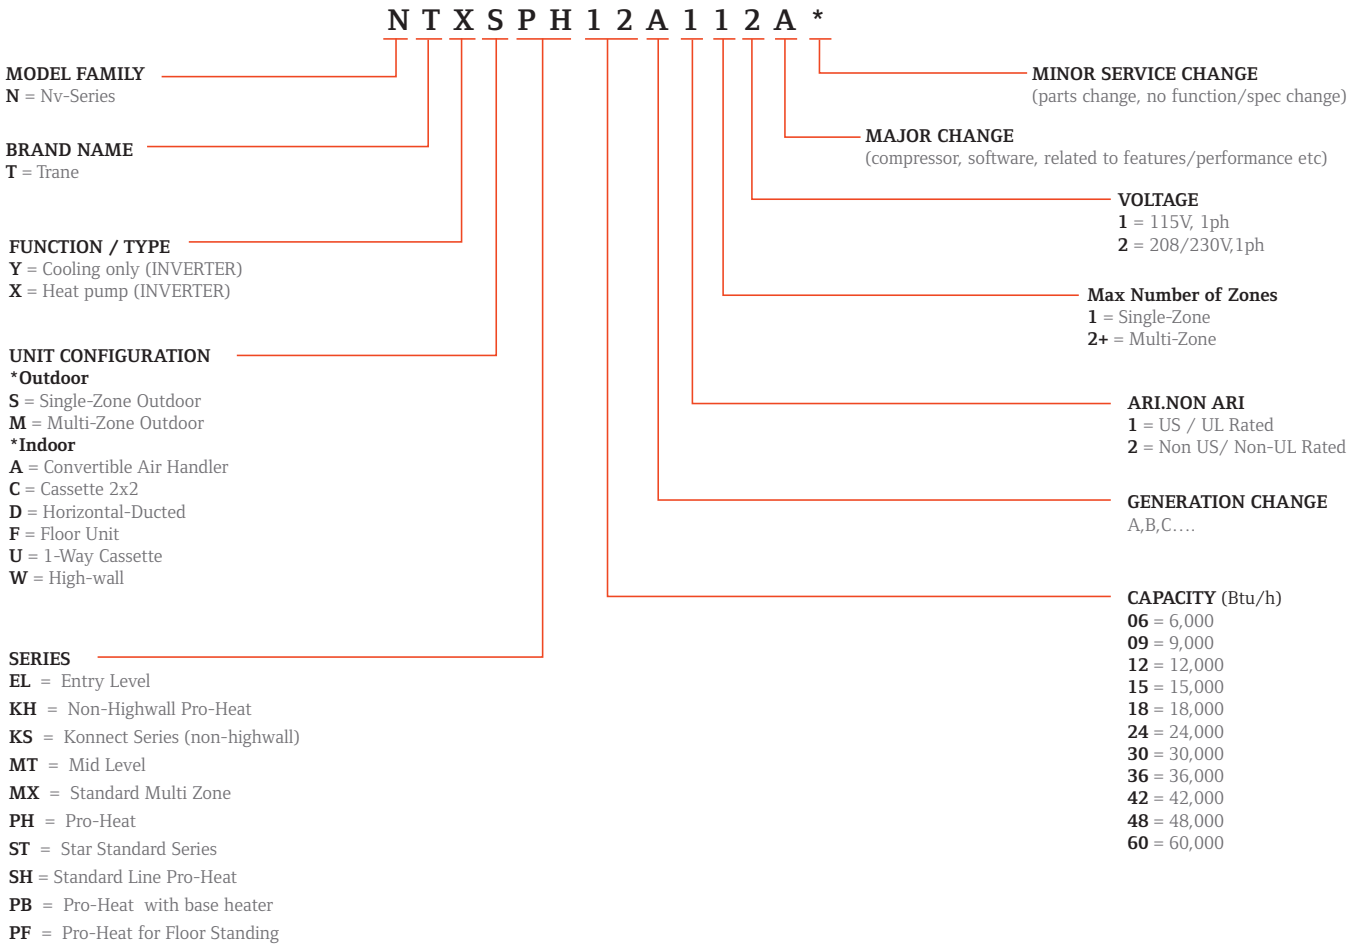 N T X S P H 1 2 A 1 1 2 A *
MODEL FAMILY
N = Nv-Series
BRAND NAME
T = Trane
FUNCTION / TYPE
Y = Cooling only (INVERTER)
X = Heat pump (INVERTER)
UNIT CONFIGURATION
*Outdoor
S = Single-Zone Outdoor
M = Multi-Zone Outdoor
*Indoor
A = Convertible Air Handler
C = Cassette 2x2
D = Horizontal-Ducted
F = Floor Unit
U = 1-Way Cassette
W = High-wall
SERIES
EL = Entry Level
KH = Non-Highwall Pro-Heat
KS = Konnect Series (non-highwall)
MT = Mid Level
MX = Standard Multi Zone
PH = Pro-Heat
ST = Star Standard Series
SH = Standard Line Pro-Heat
PB = Pro-Heat with base heater
PF = Pro-Heat for Floor Standing
MINOR SERVICE CHANGE
(parts change, no function/spec change)
MAJOR CHANGE
(compressor, software, related to features/performance etc)
VOLTAGE
1 = 115V, 1ph
2 = 208/230V,1ph
Max Number of Zones
1 = Single-Zone
2+ = Multi-Zone
ARI.NON ARI
1 = US / UL Rated
2 = Non US/ Non-UL Rated
GENERATION CHANGE
A,B,C....
CAPACITY (Btu/h)
06 = 6,000
09 = 9,000
12 = 12,000
15 = 15,000
18 = 18,000
24 = 24,000
30 = 30,000
36 = 36,000
42 = 42,000
48 = 48,000
60 = 60,000